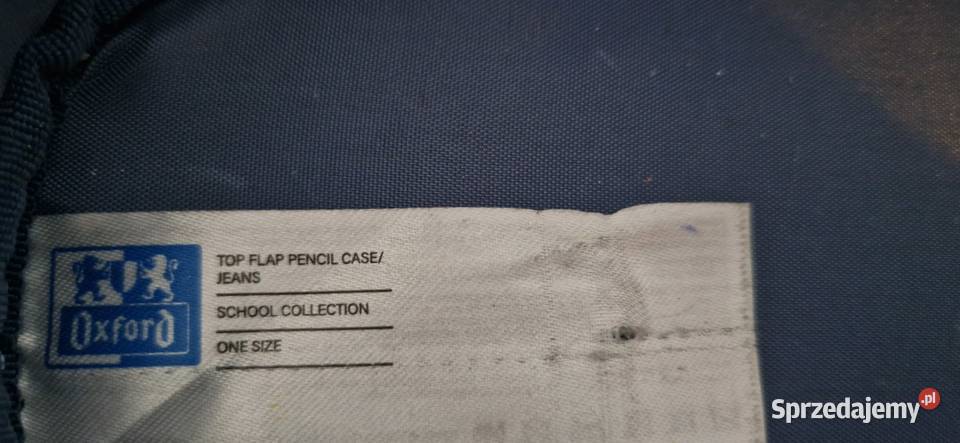 TOP FLAP PENCIL CASE/
JEANS
SCHOOL COLLECTION
ONE SIZE
Oxford
Sprzedajemy.pl